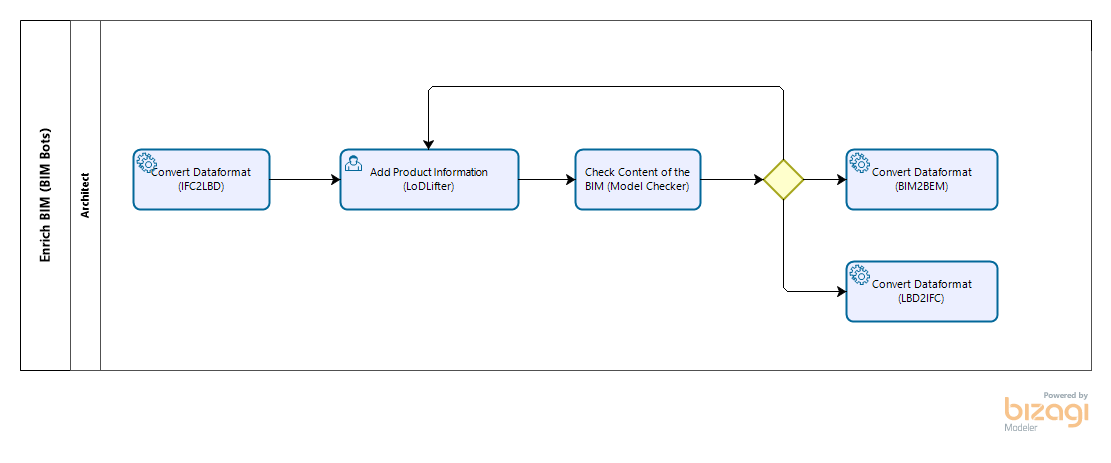 Enrich BIM (BIM Bots)
Architect
Convert Dataformat
(IFC2LBD)
Add Product Information
(LoDLifter)
Check Content of the
BIM (Model Checker)
Convert Dataformat
(BIM2BEM)
Convert Dataformat
(LBD2IFC)
Powered by
bizagi
Modeler